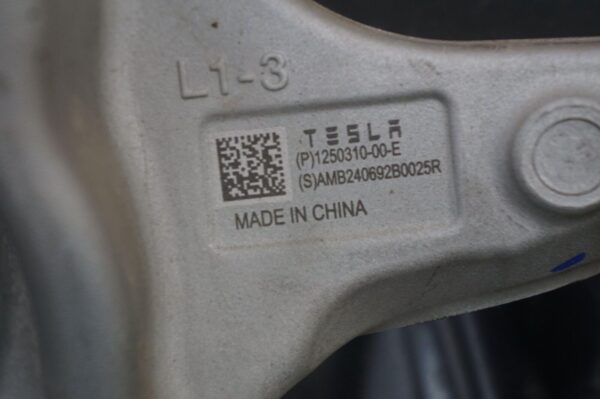 L1-3
TESLA
(P)1250310-00-E
(S)AMB240692B0025R
MADE IN CHINA